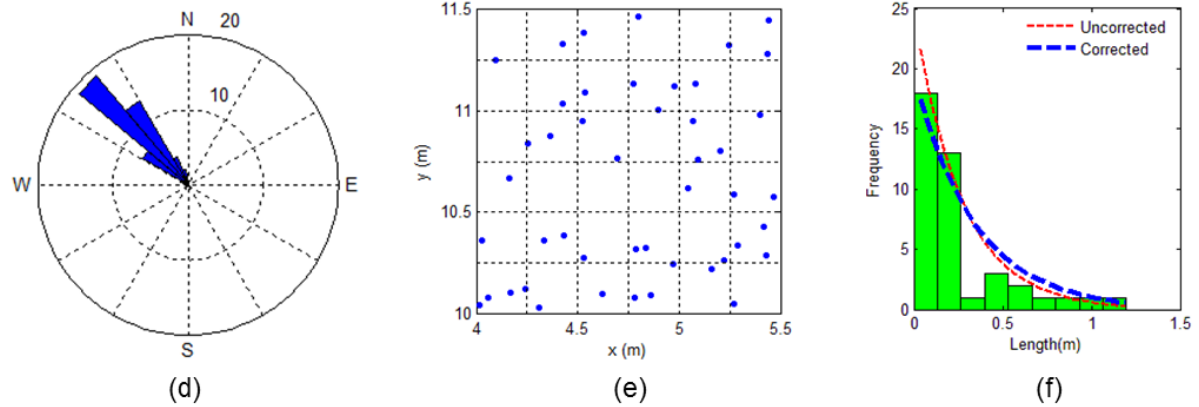 N
20
10
W
E
S
(d)
11.5
11
10.5
10
y (m)
4
4.5
5
5.5
x (m)
(e)
25
20
15
10
5
0
Frequency
Uncorrected
Corrected
0
0.5
1
1.5
Length(m)
(f)